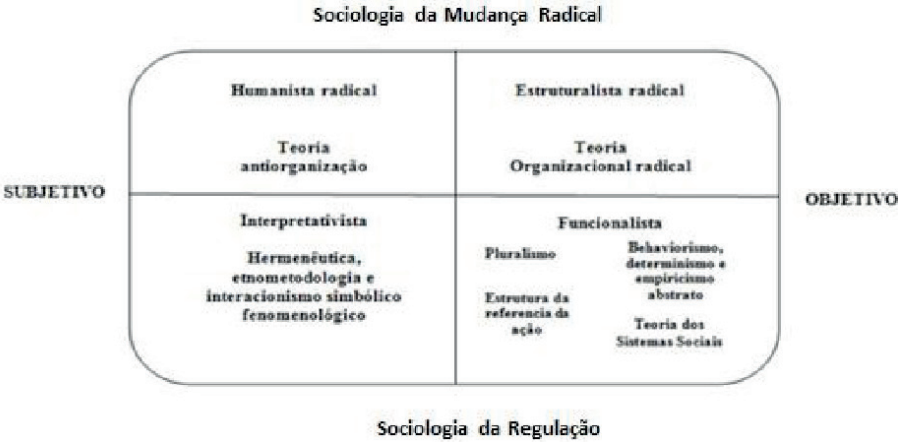 Sociologia da Mudança Radical
Humanista radical
Teoria
antiorganização
Estruturalista radical
Teoria
Organizacional radical
SUBJETIVO
OBJETIVO
Interpretativista
Hermenêutica,
etnometodologia e
interacionismo simbólico
fenomenológico
Funcionalista
Pluralismo
Estrutura da
referencia da
ação
Behaviorismo,
determinismo e
empiricismo
abstrato
Teoria dos
Sistemas Sociais
Sociologia da Regulação